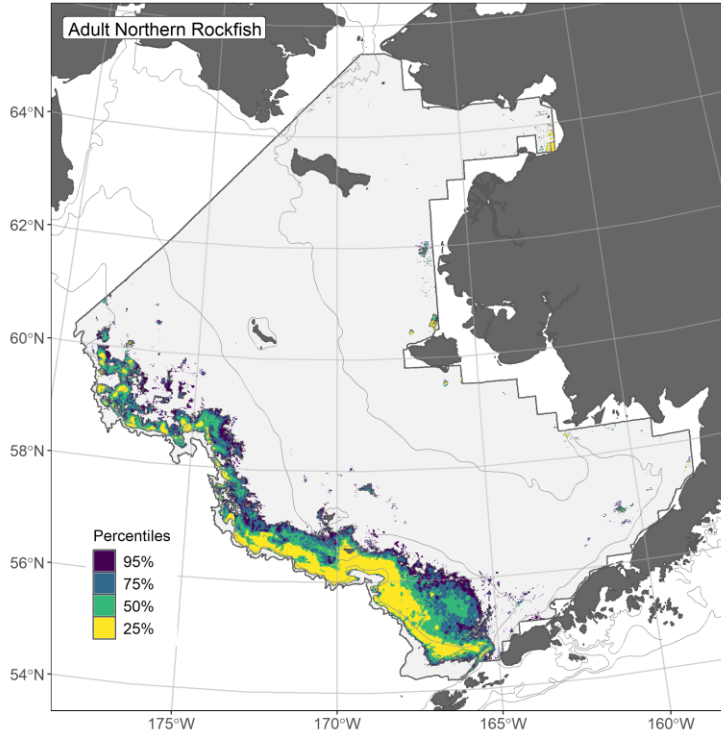 Adult Northern Rockfish
64°N
62°N
60°N
58°N
56°N
54°N
Percentiles
95%
75%
50%
25%
175°W
170°W
165°W
160°W